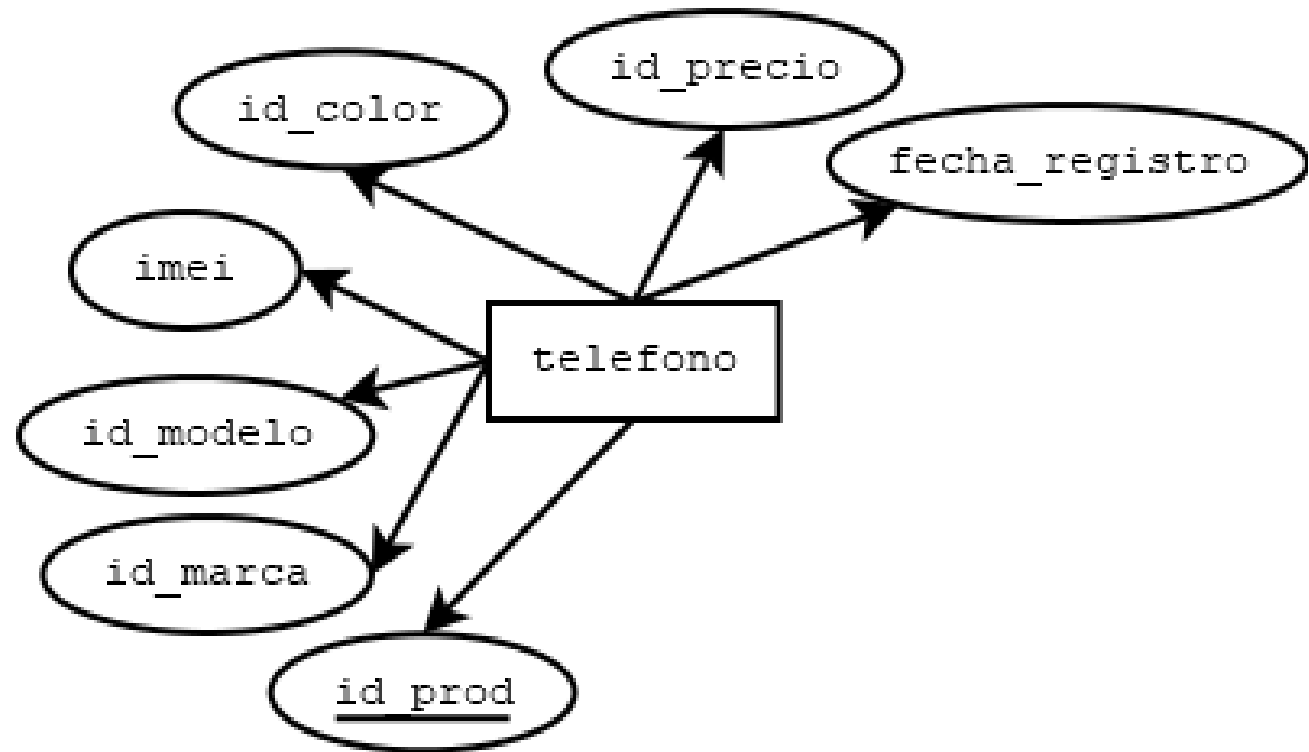 id_precio
id_color
fecha_registro
imei
telefono
id_modelo
id_marca
id_prod